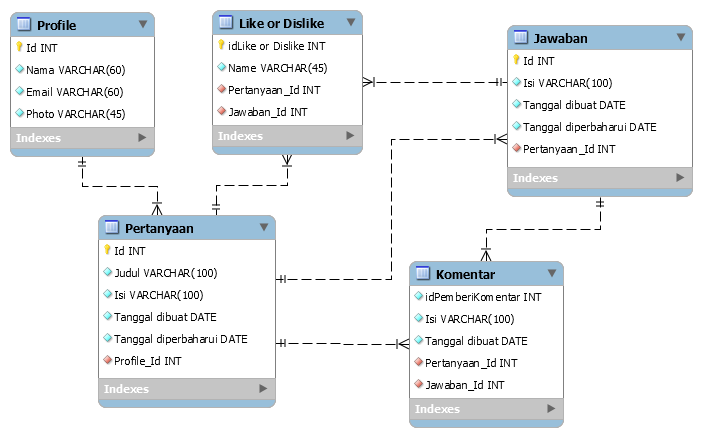 Profile
Id INT
Nama VARCHAR(60)
Email VARCHAR(60)
Photo VARCHAR(45)
Indexes
Like or Dislike
idLike or Dislike INT
Name VARCHAR(45)
Pertanyaan_Id INT
Jawaban_Id INT
Indexes
Jawaban
Id INT
Isi VARCHAR(100)
Tanggal dibuat DATE
Tanggal diperbaharui DATE
Pertanyaan_Id INT
Indexes
Pertanyaan
Id INT
Judul VARCHAR(100)
Isi VARCHAR(100)
Tanggal dibuat DATE
Tanggal diperbaharui DATE
Profile_Id INT
Indexes
Komentar
idPemberiKomentar INT
Isi VARCHAR(100)
Tanggal dibuat DATE
Pertanyaan_Id INT
Jawaban_Id INT
Indexes